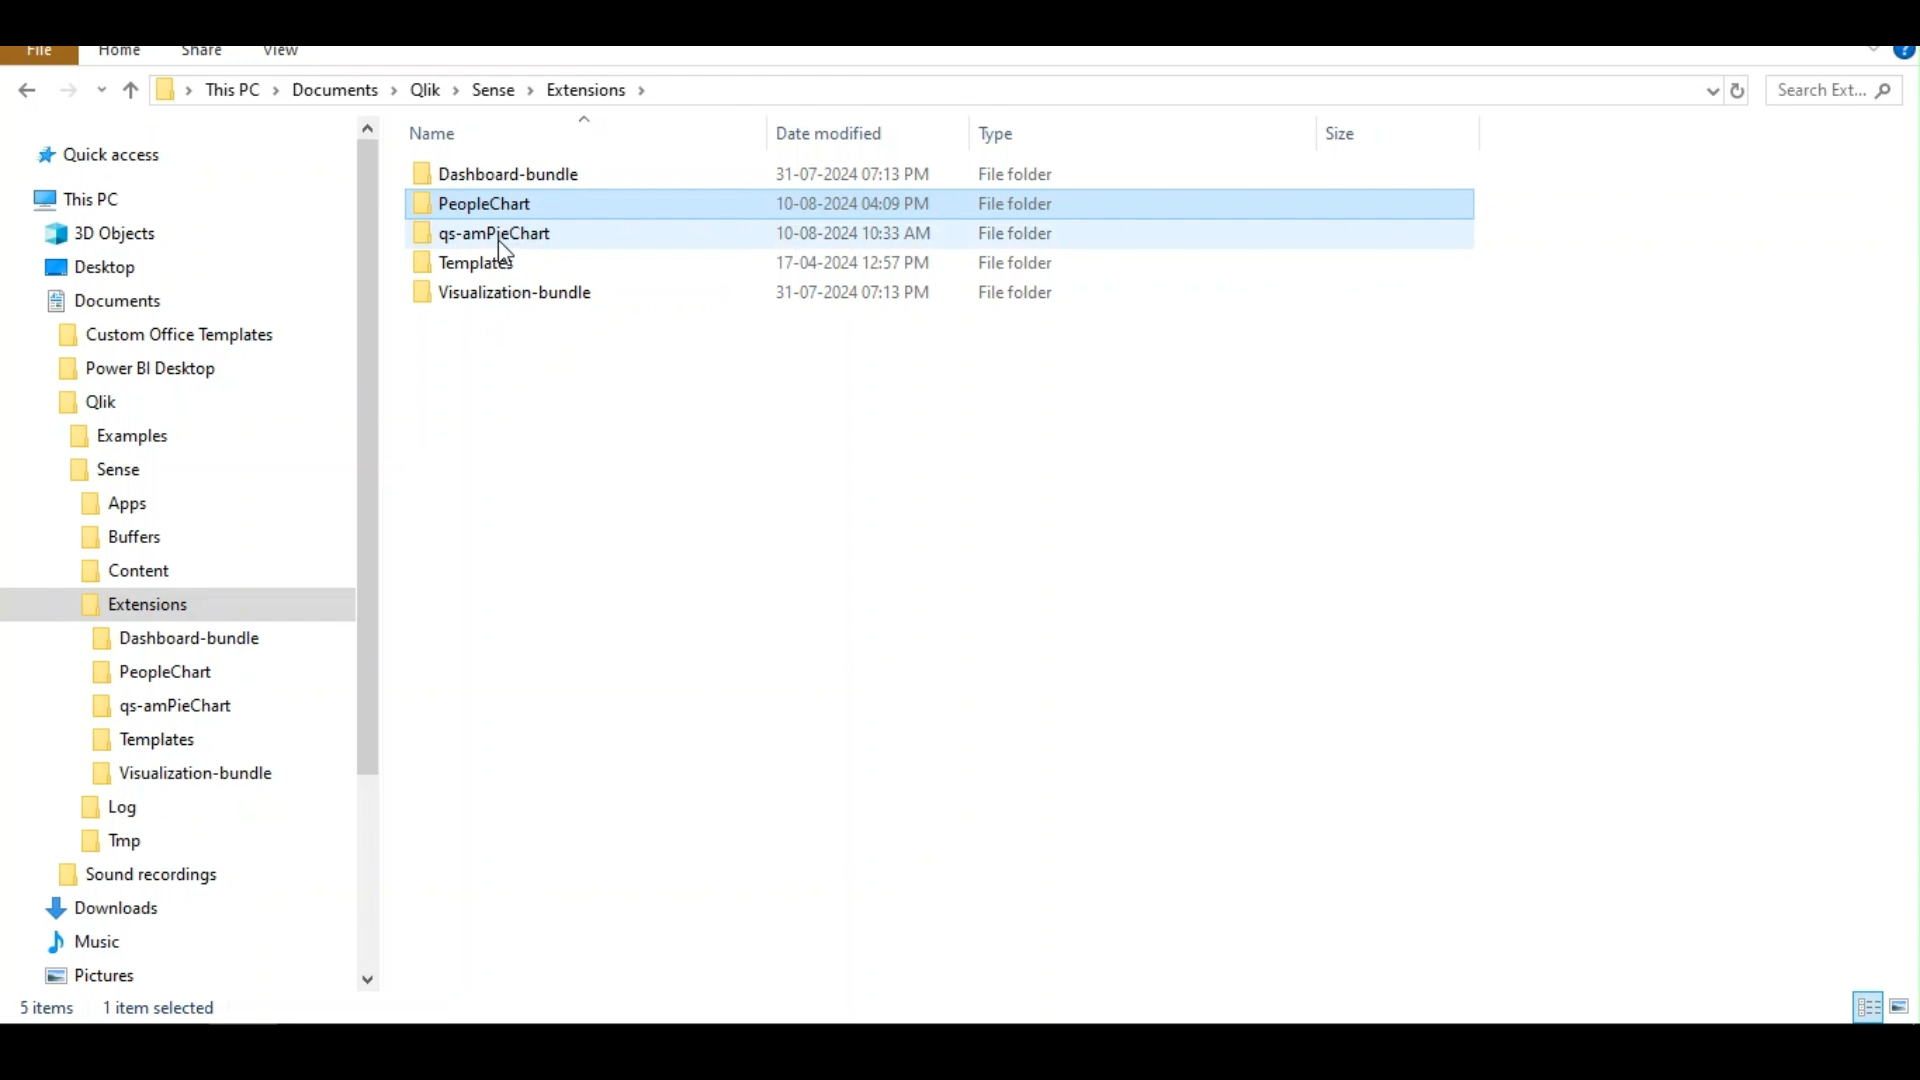 File Home Share View
This PC Documents Qlik Sense Extensions Search Ext...
Name Date modified Type Size
Quick access
This PC
3D Objects
Desktop
Documents
Custom Office Templates
Power BI Desktop
Qlik
Examples
Sense
Apps
Buffers
Content
Extensions
Dashboard-bundle
PeopleChart
qs-amPieChart
Templates
Visualization-bundle
Log
Tmp
Sound recordings
Downloads
Music
Pictures
Dashboard-bundle 31-07-2024 07:13 PM File folder
PeopleChart 10-08-2024 04:09 PM File folder
qs-amPieChart 10-08-2024 10:33 AM File folder
Templates 17-04-2024 12:57 PM File folder
Visualization-bundle 31-07-2024 07:13 PM File folder
5 items 1 item selected